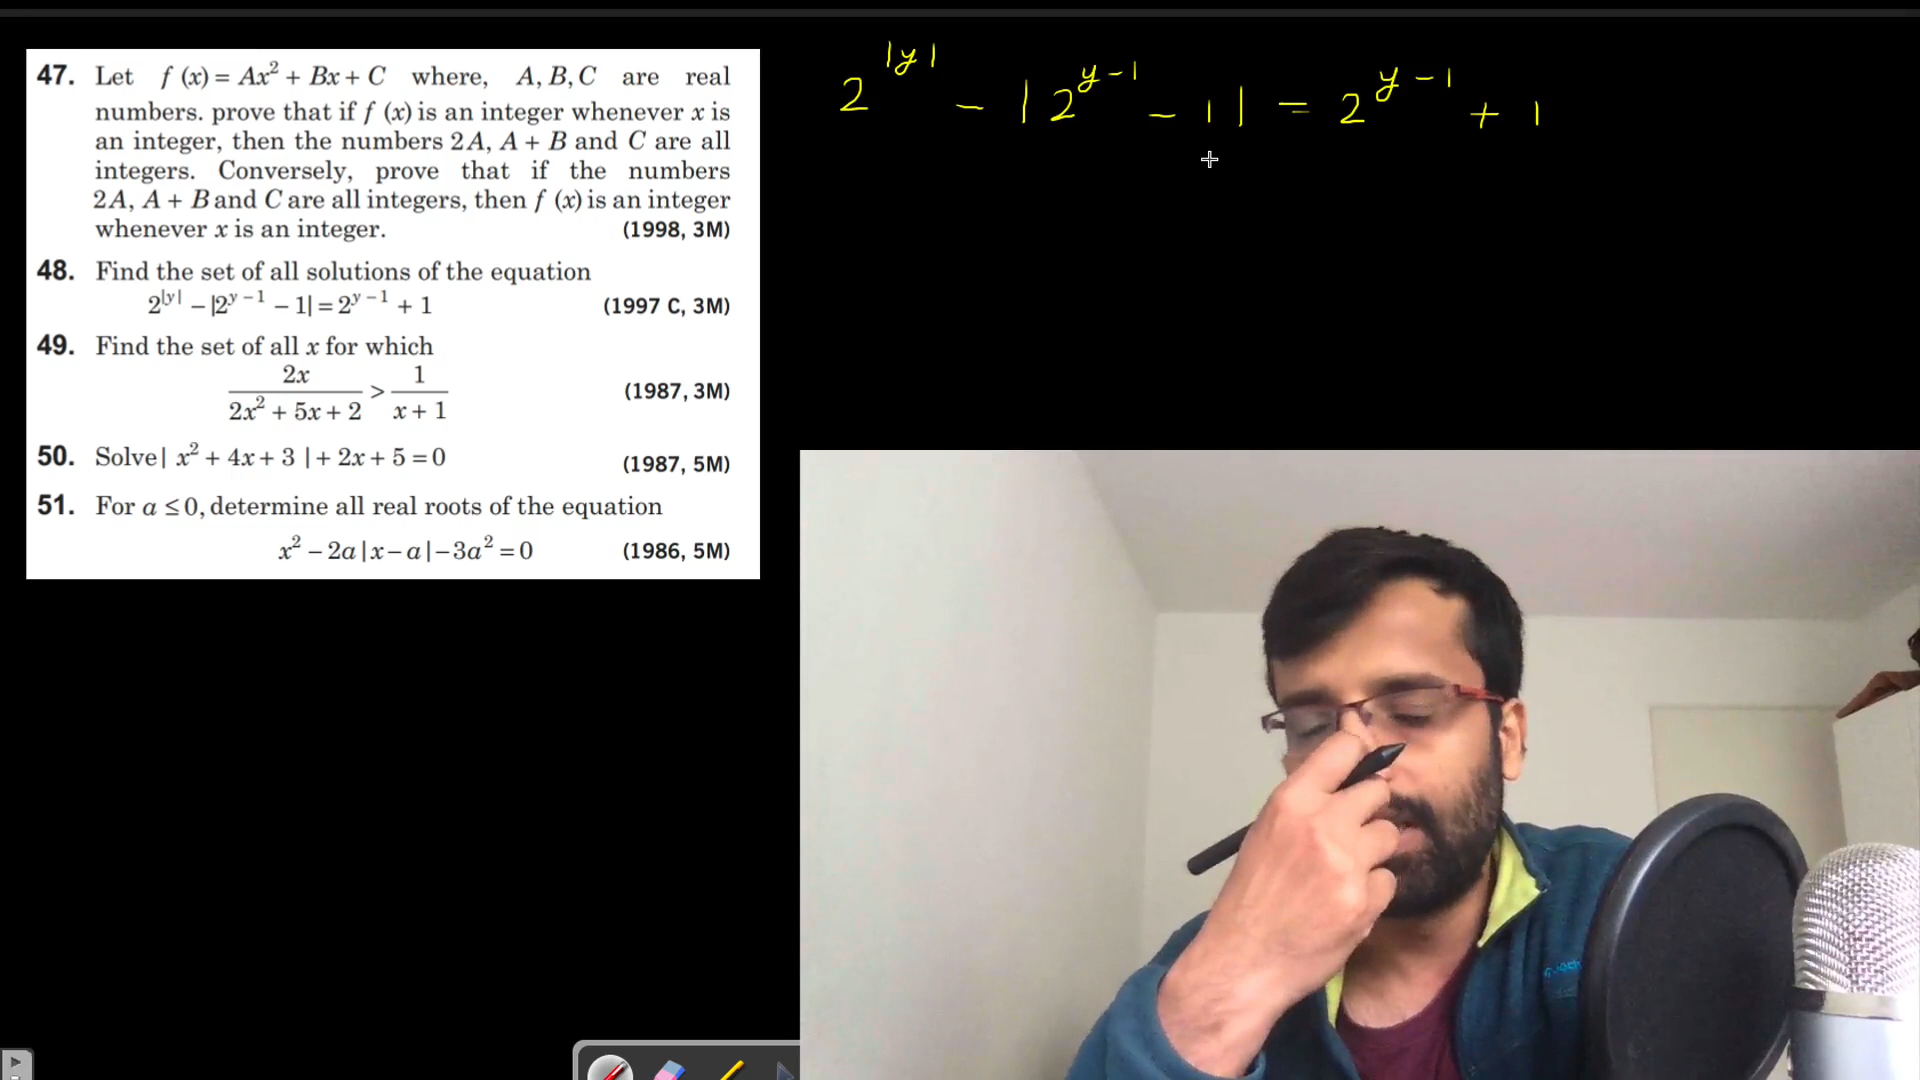 47. Let f (x) = Ax² + Bx + C where, A, B, C are real
numbers. prove that if f (x) is an integer whenever x is
an integer, then the numbers 2A, A + B and C are all
integers. Conversely, prove that if the numbers
2A, A + B and C are all integers, then f (x) is an integer
whenever x is an integer. (1998, 3M)
48. Find the set of all solutions of the equation
2^|y| − |2^(y−1) − 1| = 2^(y−1) + 1 (1997 C, 3M)
49. Find the set of all x for which
2x/(2x² + 5x + 2) > 1/(x + 1) (1987, 3M)
50. Solve | x² + 4x + 3 | + 2x + 5 = 0 (1987, 5M)
51. For a ≤ 0, determine all real roots of the equation
x² − 2a |x − a| − 3a² = 0 (1986, 5M)
2^|y| − |2^(y−1) − 1| = 2^(y−1) + 1